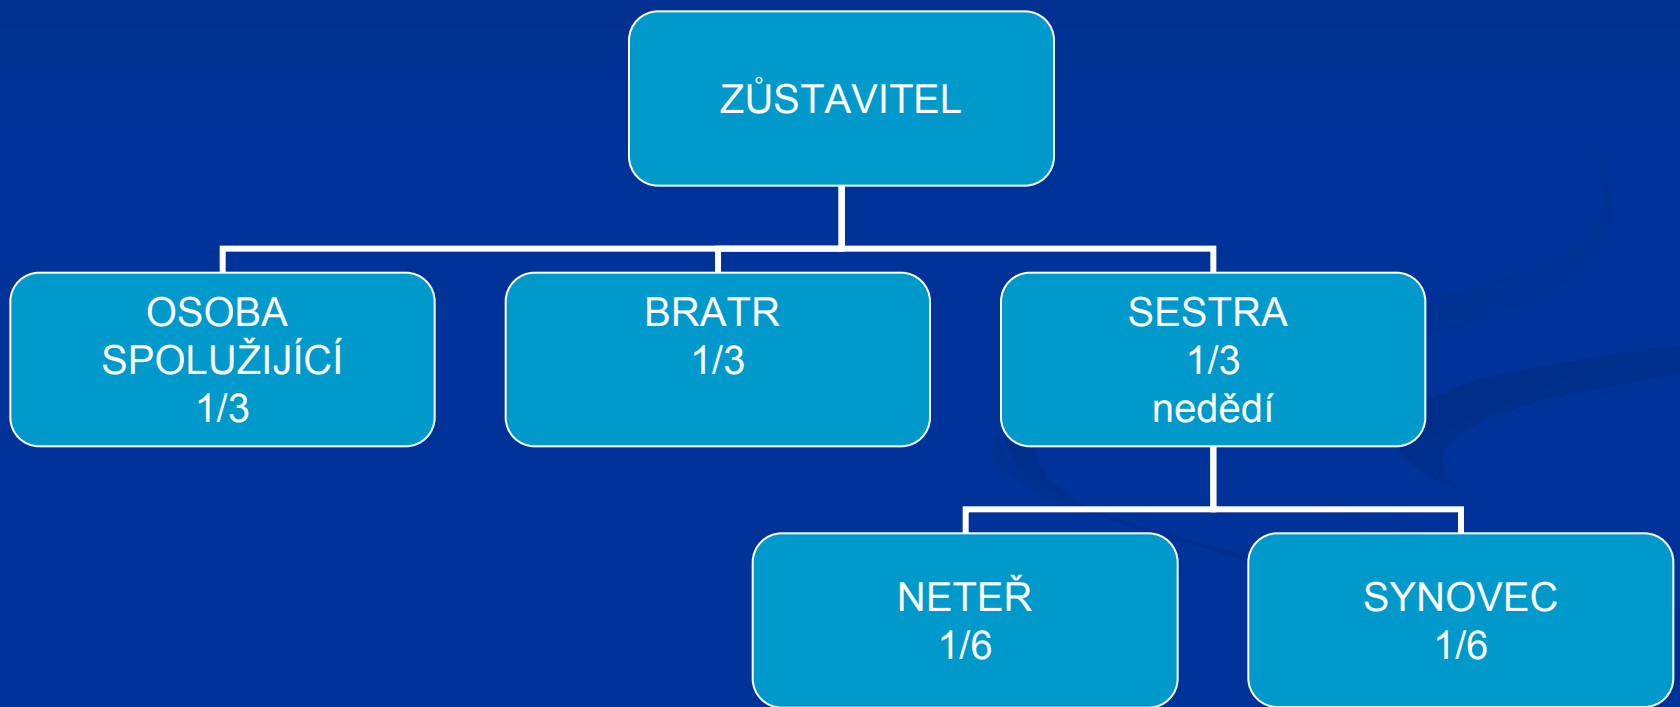 ZŮSTAVITEL
OSOBA
SPOLUŽIJÍCÍ
1/3
BRATR
1/3
SESTRA
1/3
nedědí
NETEŘ
1/6
SYNOVEC
1/6